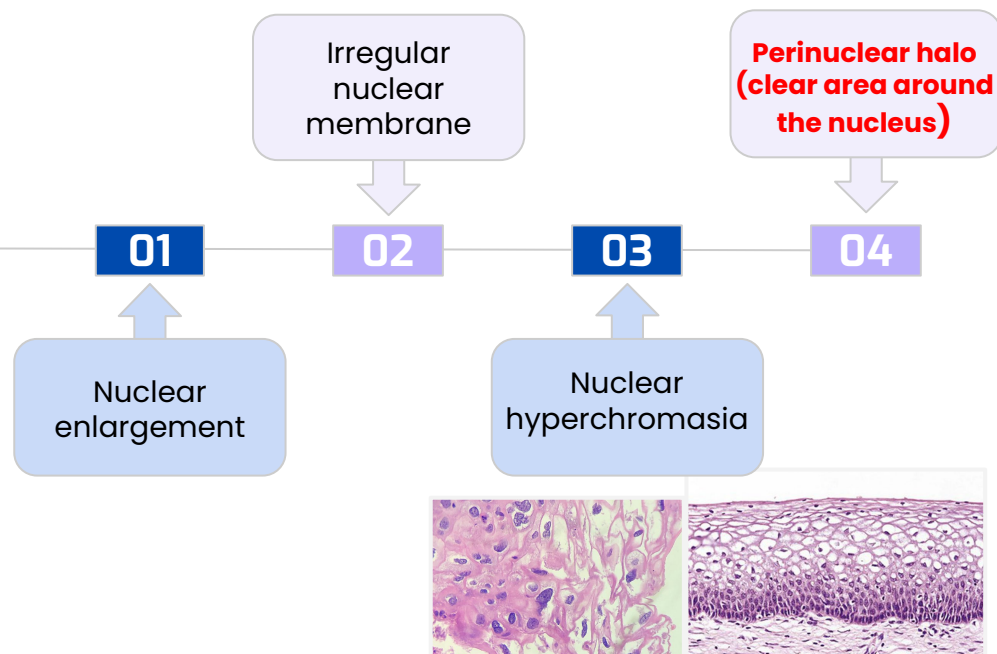 Irregular
nuclear
membrane
Perinuclear halo
(clear area around
the nucleus)
01
02
03
04
Nuclear
enlargement
Nuclear
hyperchromasia